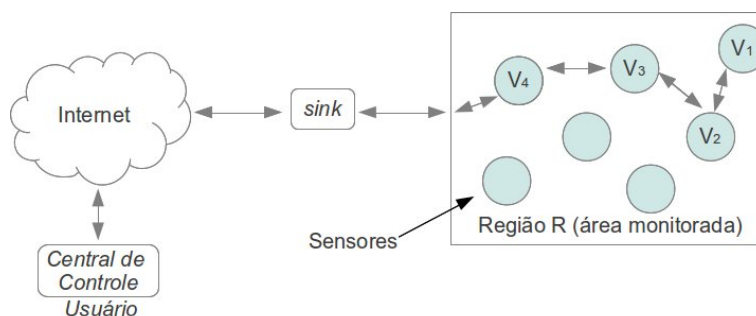 Internet
sink
V4
V3
V1
V2
Sensores
Região R (área monitorada)
Central de
Controle
Usuário